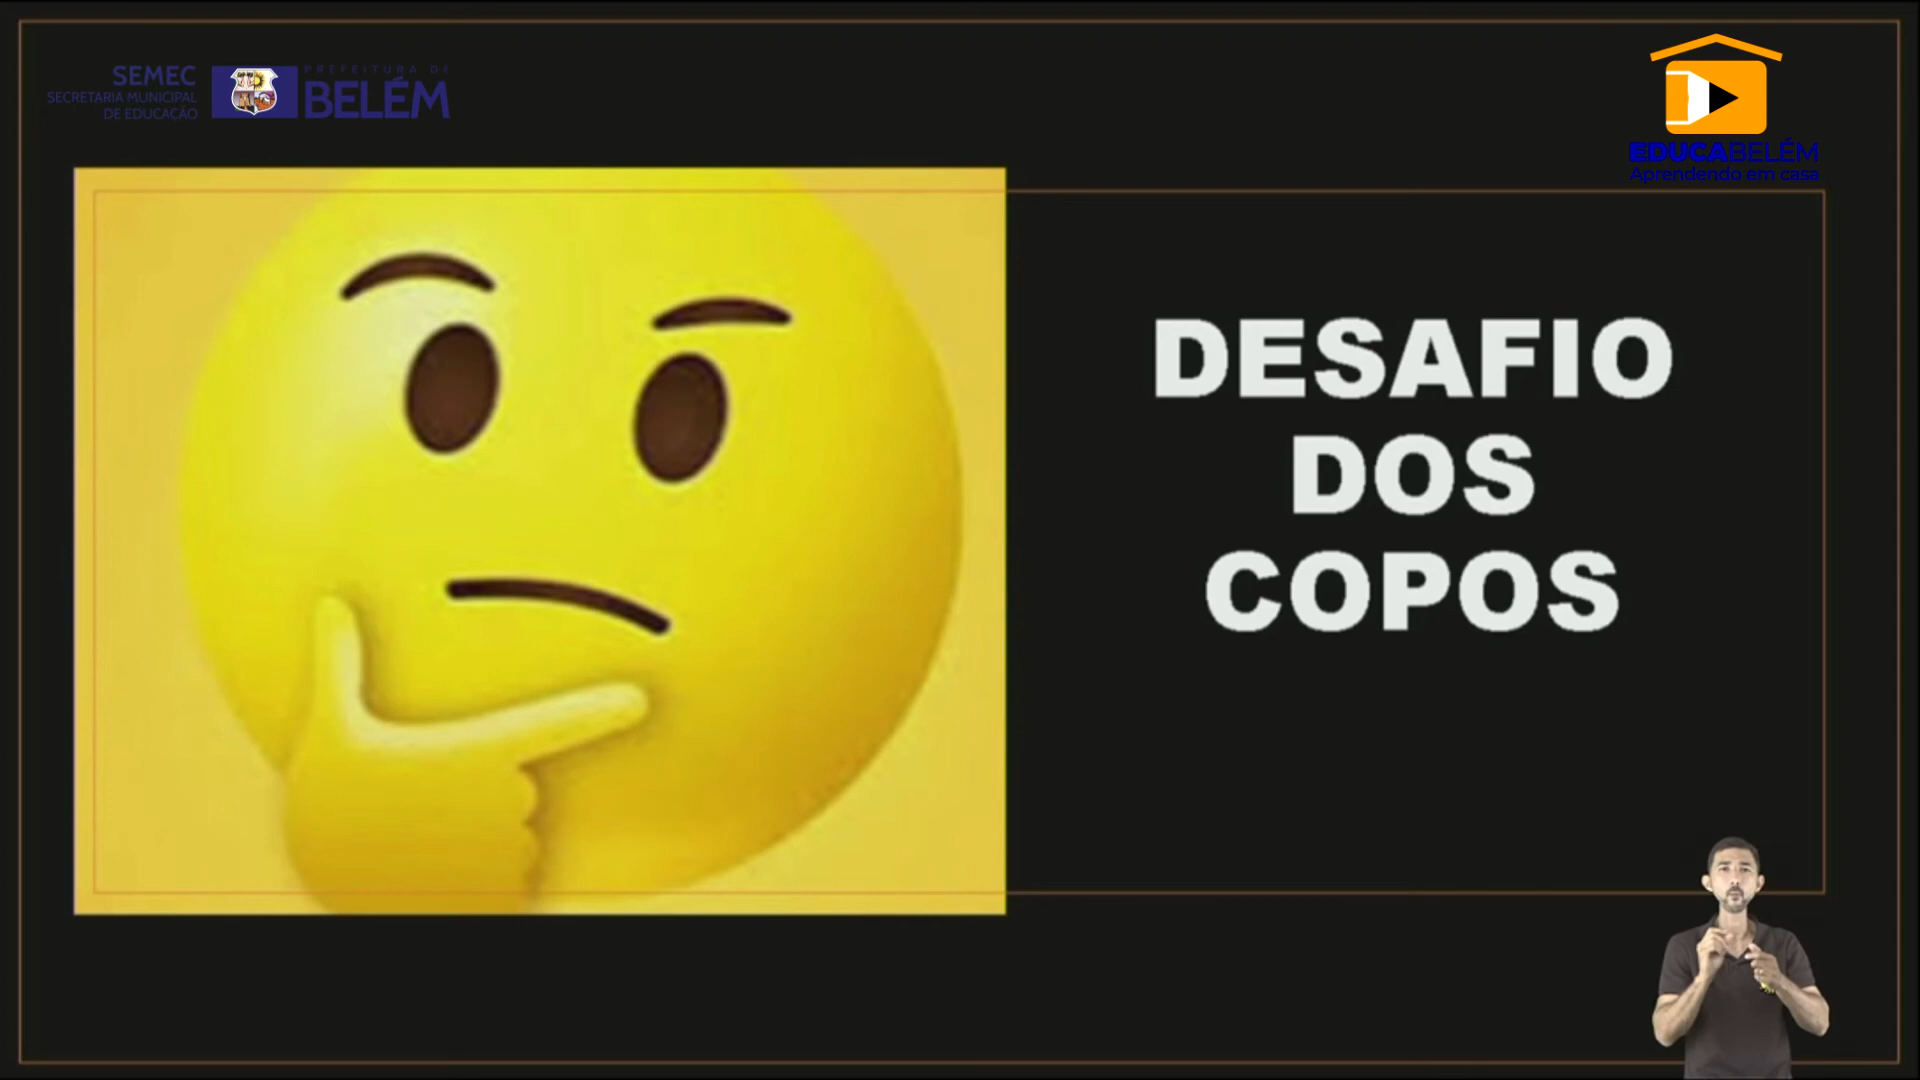 SEMEC
SECRETARIA MUNICIPAL
DE EDUCAÇÃO
PREFEITURA DE
BELÉM
EDUCABELÉM
Aprendendo em casa
DESAFIO
DOS
COPOS